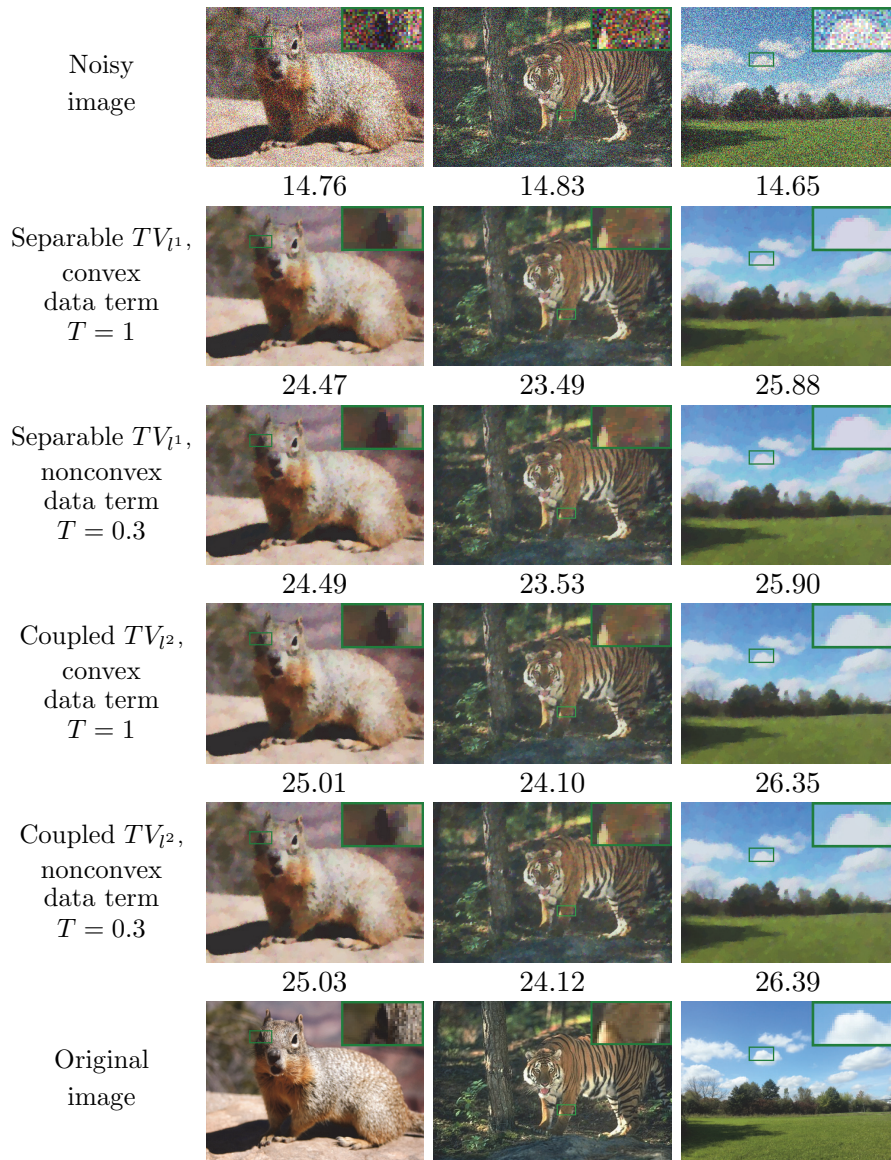 Noisy
image
14.76 14.83 14.65
Separable $TV_{l^1}$,
convex
data term
$T = 1$
24.47 23.49 25.88
Separable $TV_{l^1}$,
nonconvex
data term
$T = 0.3$
24.49 23.53 25.90
Coupled $TV_{l^2}$,
convex
data term
$T = 1$
25.01 24.10 26.35
Coupled $TV_{l^2}$,
nonconvex
data term
$T = 0.3$
25.03 24.12 26.39
Original
image